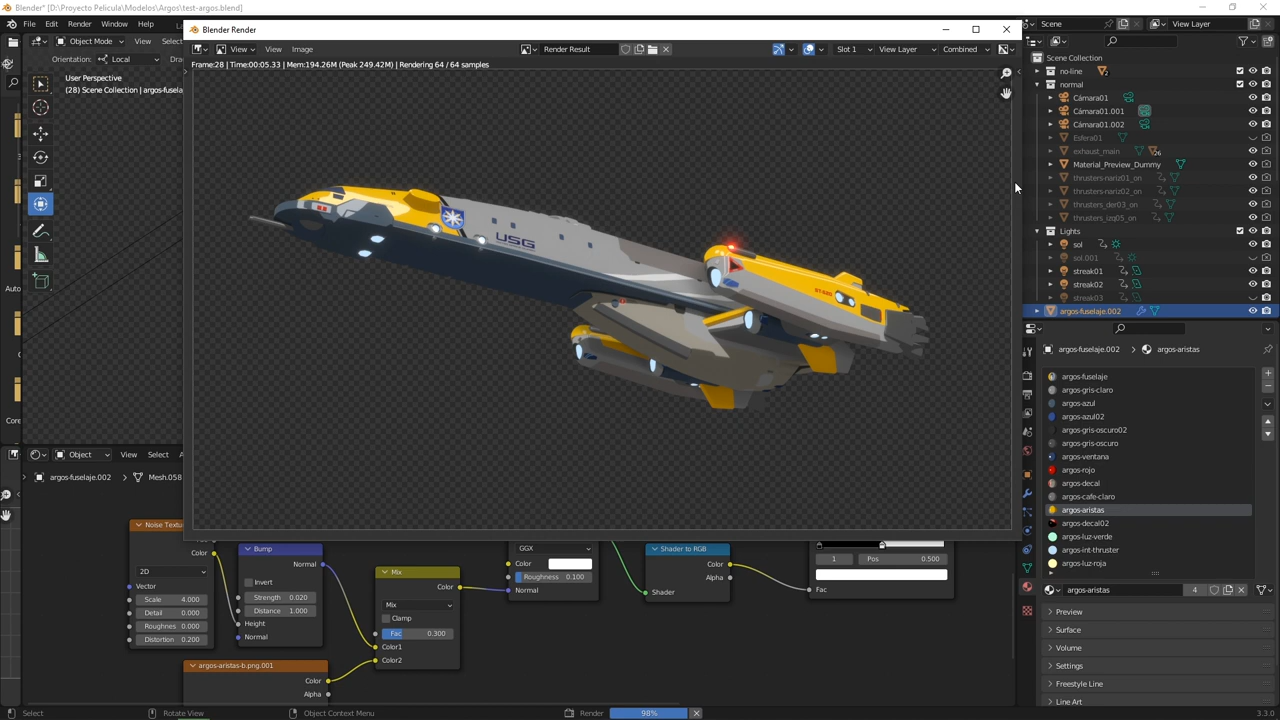 Blender* [D:\Proyecto Pelicula\Modelos\Argos\test-argos.blend]
File Edit Render Window Help
Scene View Layer
Blender Render
Object Mode View Select
View View Image Render Result Slot 1 View Layer Combined
Orientation: Local
Frame:28 | Time:00:05.33 | Mem:194.26M (Peak 249.42M) | Rendering 64 / 64 samples
User Perspective
(28) Scene Collection | argos-fusela
Scene Collection
no-line 2
normal
Cámara01
Cámara01.001
Cámara01.002
Esfera01
exhaust_main 26
Material_Preview_Dummy
thrusters-nariz01_on
thrusters-nariz02_on
thrusters_der03_on
thrusters_izq05_on
Lights
sol
sol.001
streak01
streak02
streak03
argos-fuselaje.002
USG
Auto
Core
argos-fuselaje.002 argos-aristas
argos-fuselaje
argos-gris-claro
argos-azul
argos-azul02
argos-gris-oscuro02
argos-gris-oscuro
argos-ventana
argos-rojo
argos-decal
argos-cafe-claro
argos-aristas
argos-decal02
argos-luz-verde
argos-int-thruster
argos-luz-roja
argos-aristas 4
Preview
Surface
Volume
Settings
Freestyle Line
Line Art
Object View Select
argos-fuselaje.002 Mesh.058
Noise Textu
Color
2D
Vector
Scale 4.000
Detail 0.000
Roughnes 0.000
Distortion 0.200
Bump
Normal
Invert
Strength 0.020
Distance 1.000
Height
Normal
argos-aristas-b.png.001
Color
Alpha
Mix
Color
Mix
Clamp
Fac 0.300
Color1
Color2
GGX
Color
Roughness 0.100
Normal
Shader to RGB
Color
Alpha
Shader
1 Pos 0.500
Fac
Select Rotate View Object Context Menu Render 98% 3.3.0